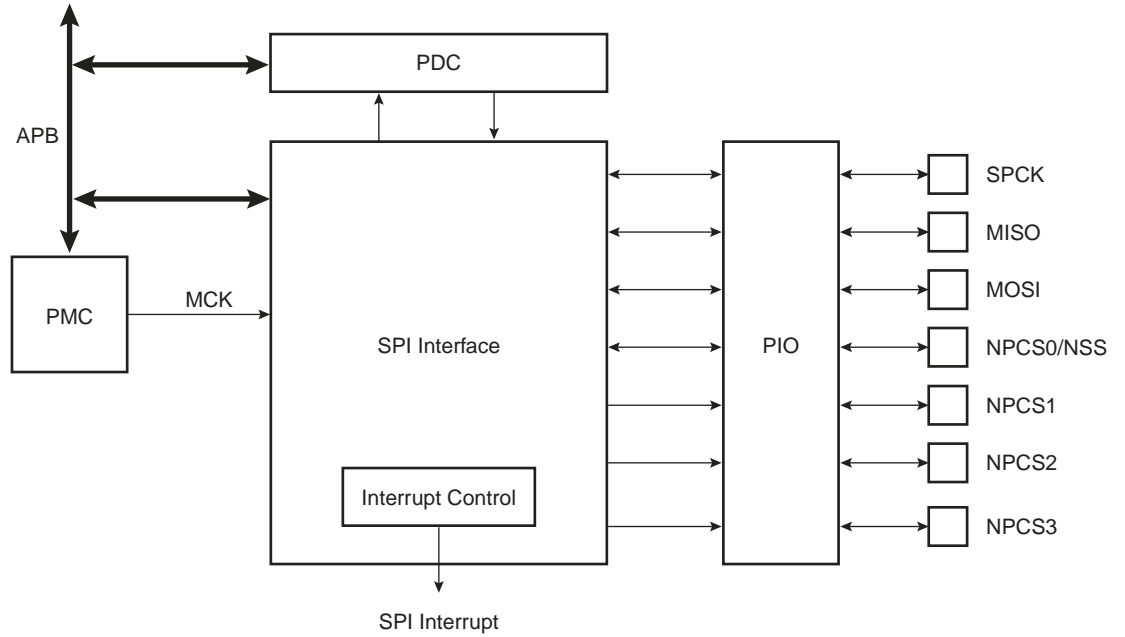 PDC
APB
SPCK
MISO
MOSI
PMC
MCK
SPI Interface
PIO
NPCS0/NSS
NPCS1
NPCS2
Interrupt Control
NPCS3
SPI Interrupt